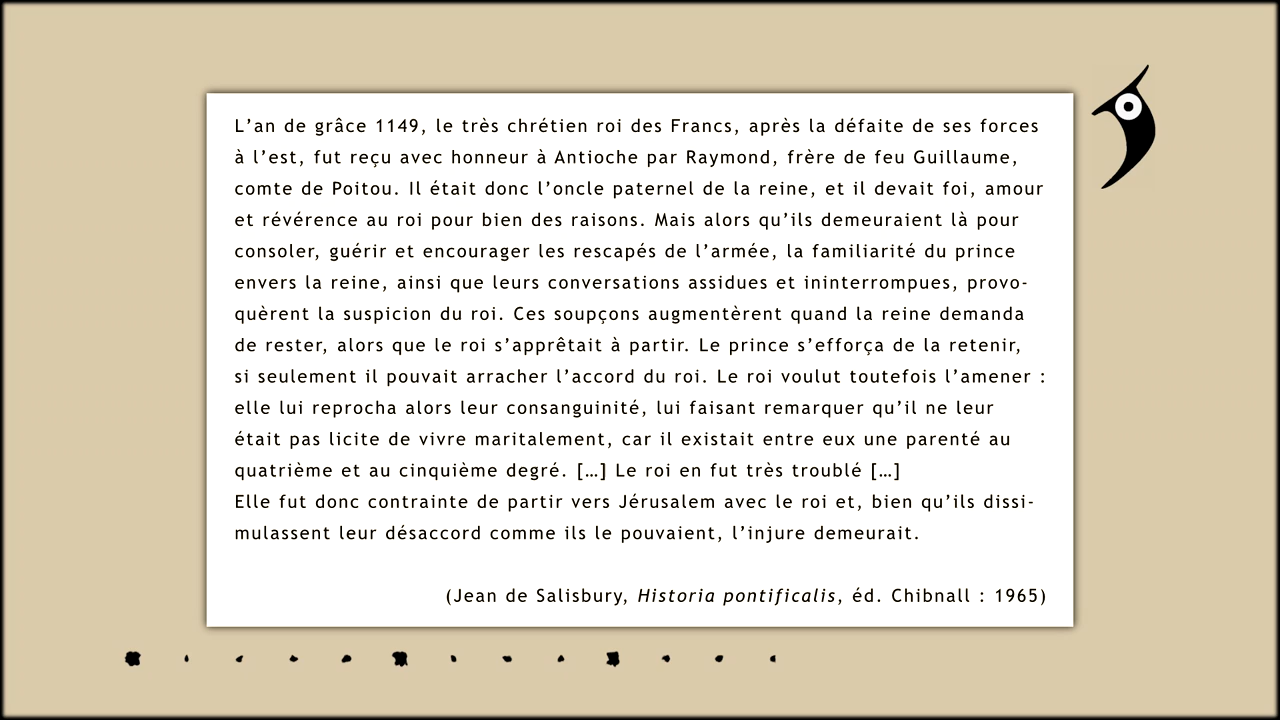 L’an de grâce 1149, le très chrétien roi des Francs, après la défaite de ses forces
à l’est, fut reçu avec honneur à Antioche par Raymond, frère de feu Guillaume,
comte de Poitou. Il était donc l’oncle paternel de la reine, et il devait foi, amour
et révérence au roi pour bien des raisons. Mais alors qu’ils demeuraient là pour
consoler, guérir et encourager les rescapés de l’armée, la familiarité du prince
envers la reine, ainsi que leurs conversations assidues et ininterrompues, provo-
quèrent la suspicion du roi. Ces soupçons augmentèrent quand la reine demanda
de rester, alors que le roi s’apprêtait à partir. Le prince s’efforça de la retenir,
si seulement il pouvait arracher l’accord du roi. Le roi voulut toutefois l’amener :
elle lui reprocha alors leur consanguinité, lui faisant remarquer qu’il ne leur
était pas licite de vivre maritalement, car il existait entre eux une parenté au
quatrième et au cinquième degré. […] Le roi en fut très troublé […]
Elle fut donc contrainte de partir vers Jérusalem avec le roi et, bien qu’ils dissi-
mulassent leur désaccord comme ils le pouvaient, l’injure demeurait.
(Jean de Salisbury, Historia pontificalis, éd. Chibnall : 1965)